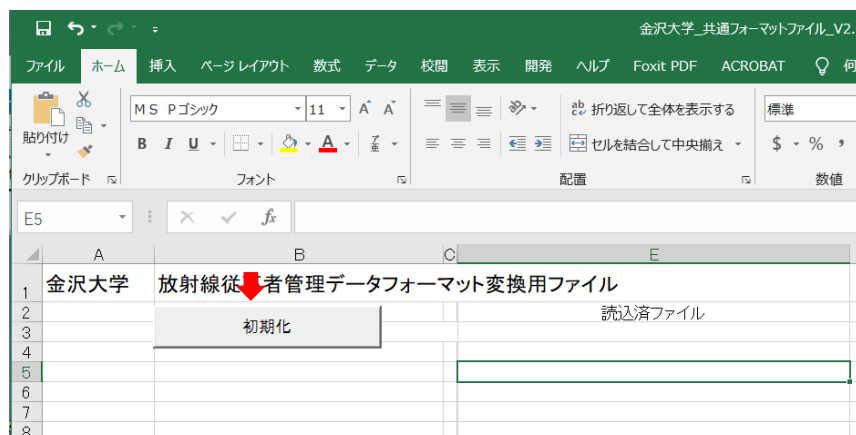 金沢大学_共通フォーマットファイル_V2.
ファイル ホーム 挿入 ページ レイアウト 数式 データ 校閲 表示 開発 ヘルプ Foxit PDF ACROBAT 何
貼り付け
ＭＳ Ｐゴシック 11 A A
ab 折り返して全体を表示する
標準
B I U A 亜
セルを結合して中央揃え
$ % ,
クリップボード フォント 配置 数値
E5 fx
A B C E
1 金沢大学 放射線従 者管理データフォーマット変換用ファイル
2 読込済ファイル
初期化
3
4
5
6
7
8